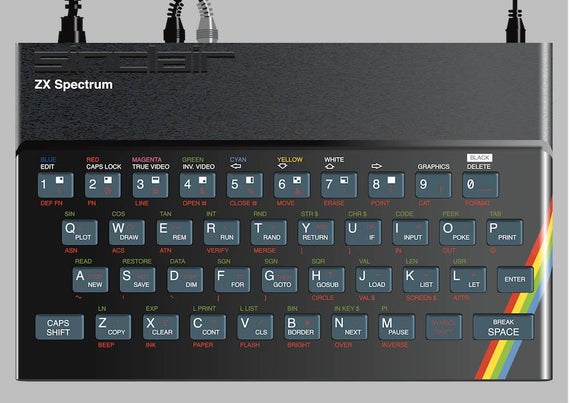 sinclair
ZX Spectrum
BLUE RED MAGENTA GREEN CYAN YELLOW WHITE BLACK
EDIT CAPS LOCK TRUE VIDEO INV. VIDEO GRAPHICS DELETE
1 2 3 4 5 6 7 8 9 0
DEF FN FN LINE OPEN # CLOSE # MOVE ERASE POINT CAT FORMAT
SIN COS TAN INT RND STR $ CHR $ CODE PEEK TAB
Q W E R T Y U I O P
PLOT DRAW REM RUN RAND RETURN IF INPUT POKE PRINT
ASN ACS ATN VERIFY MERGE [ ] IN OUT ©
READ RESTORE DATA SGN SGN SQR VAL LEN USR
A S D F G H J K L ENTER
NEW SAVE DIM FOR GOTO GOSUB LOAD LIST LET
~ | \ { } CIRCLE VAL $ SCREEN $ ATTR
LN EXP L PRINT L LIST BIN IN KEY $ PI
CAPS SHIFT Z X C V B N M BREAK SPACE
COPY CLEAR CONT CLS BORDER NEXT PAUSE
BEEP INK PAPER FLASH BRIGHT OVER INVERSE